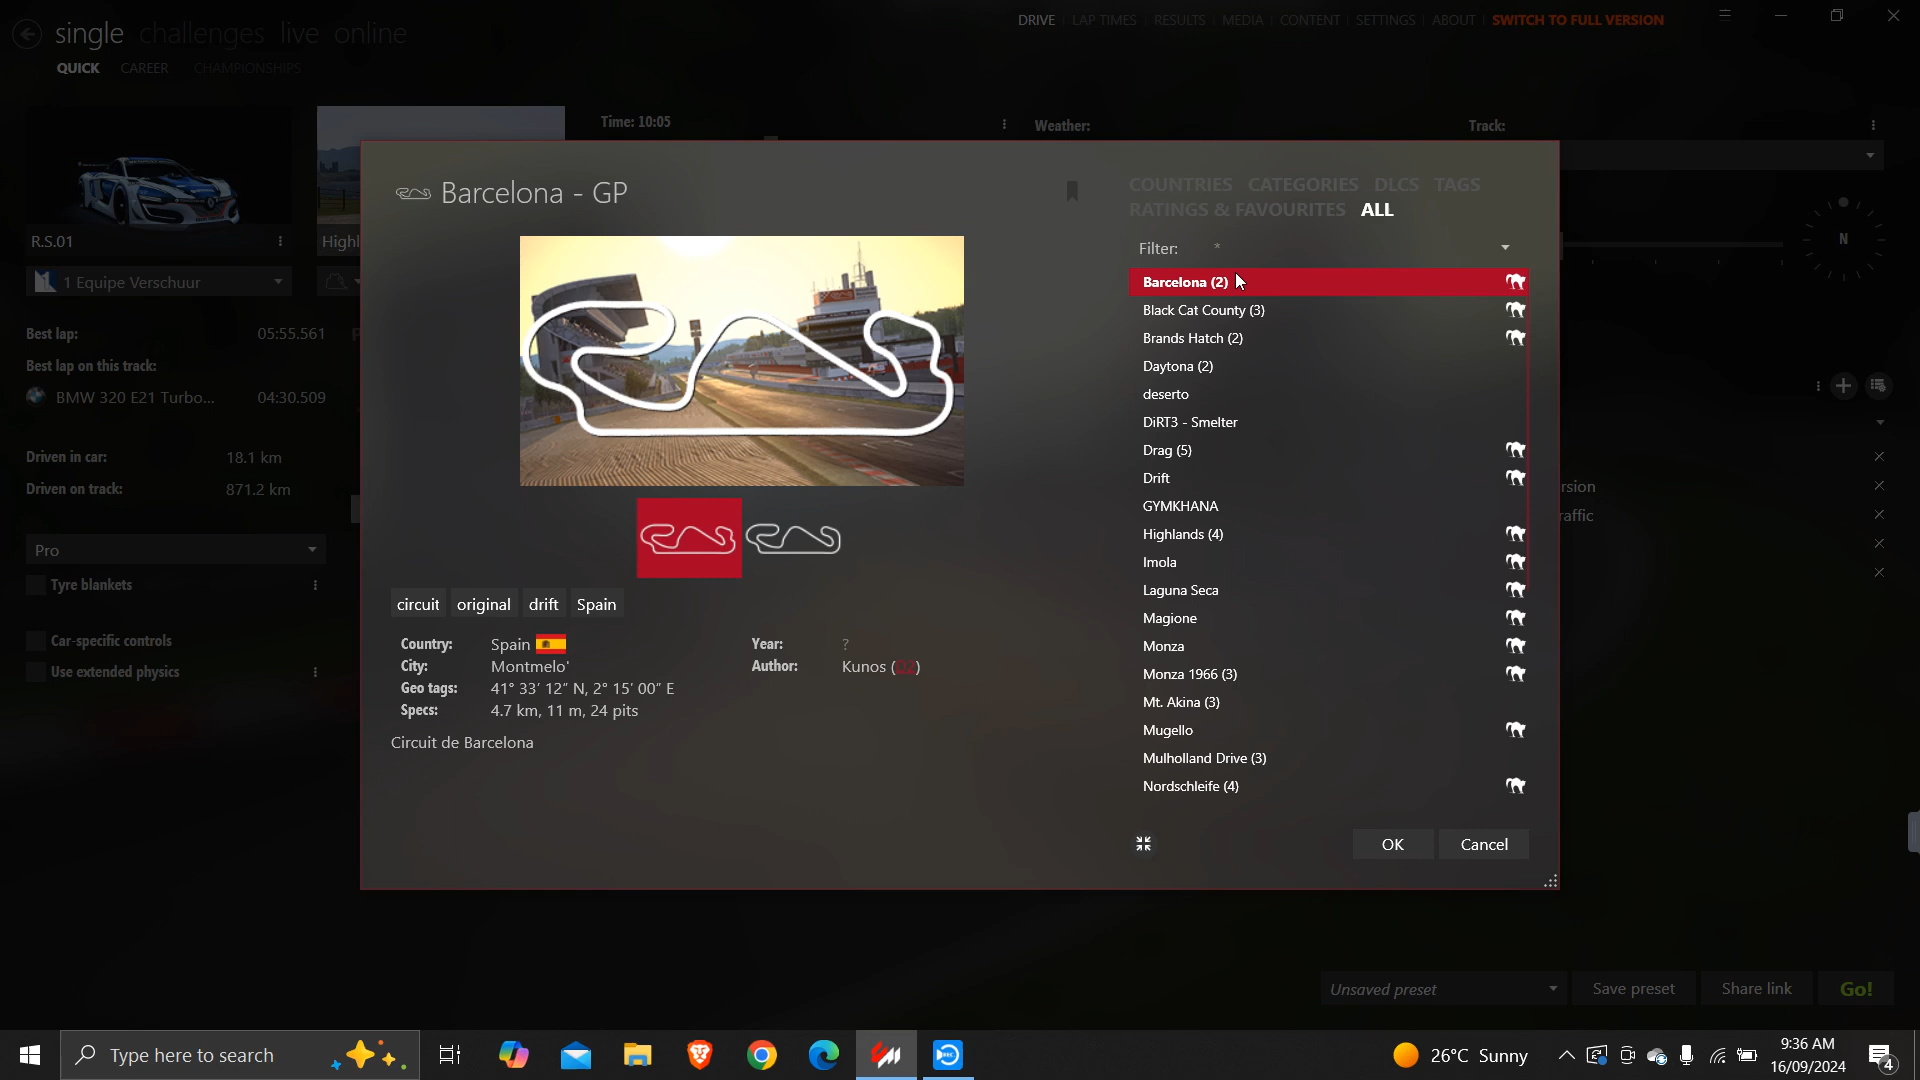 single challenges live online
DRIVE LAP TIMES RESULTS MEDIA CONTENT SETTINGS ABOUT SWITCH TO FULL VERSION
QUICK CAREER CHAMPIONSHIPS
Time: 10:05
Weather:
Track:
R.S.01
Highl
1 Equipe Verschuur
N
Best lap: 05:55.561
Best lap on this track:
BMW 320 E21 Turbo... 04:30.509
Driven in car: 18.1 km
Driven on track: 871.2 km
Pro
Tyre blankets
Car-specific controls
Use extended physics
Barcelona - GP
circuit original drift Spain
Country: Spain
City: Montmelo'
Geo tags: 41° 33′ 12″ N, 2° 15′ 00″ E
Specs: 4.7 km, 11 m, 24 pits
Year: ?
Author: Kunos (D2)
Circuit de Barcelona
COUNTRIES CATEGORIES DLCS TAGS
RATINGS & FAVOURITES ALL
Filter: *
Barcelona (2)
Black Cat County (3)
Brands Hatch (2)
Daytona (2)
deserto
DiRT3 - Smelter
Drag (5)
Drift
GYMKHANA
Highlands (4)
Imola
Laguna Seca
Magione
Monza
Monza 1966 (3)
Mt. Akina (3)
Mugello
Mulholland Drive (3)
Nordschleife (4)
OK Cancel
rsion
raffic
Unsaved preset Save preset Share link Go!
Type here to search
REC
26°C Sunny
9:36 AM
16/09/2024
4